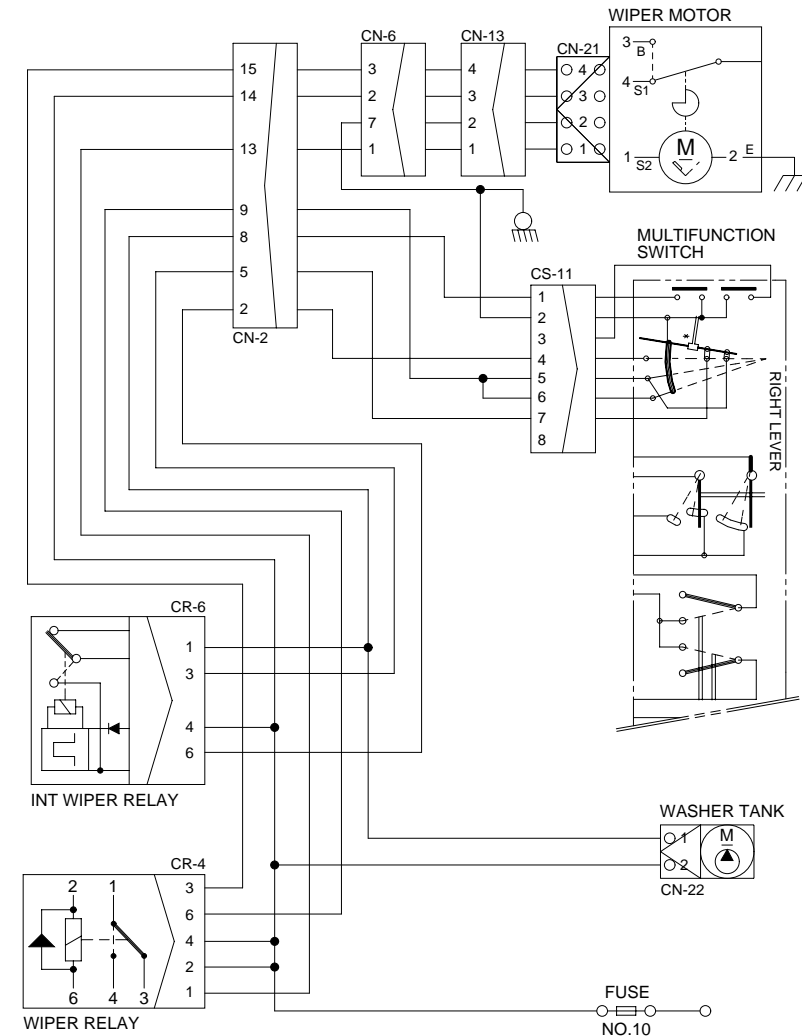 WIPER MOTOR
CN-6
CN-13
CN-21
3 B
4 S1
M
1 S2
2 E
15
14
13
9
8
5
2
CN-2
3
2
7
1
4
3
2
1
4
3
2
1
MULTIFUNCTION
SWITCH
CS-11
1
2
3
4
5
6
7
8
*
RIGHT LEVER
CR-6
1
3
4
6
INT WIPER RELAY
WASHER TANK
1
2
M
CN-22
CR-4
2 1
6 4 3
3
6
4
2
1
WIPER RELAY
FUSE
NO.10